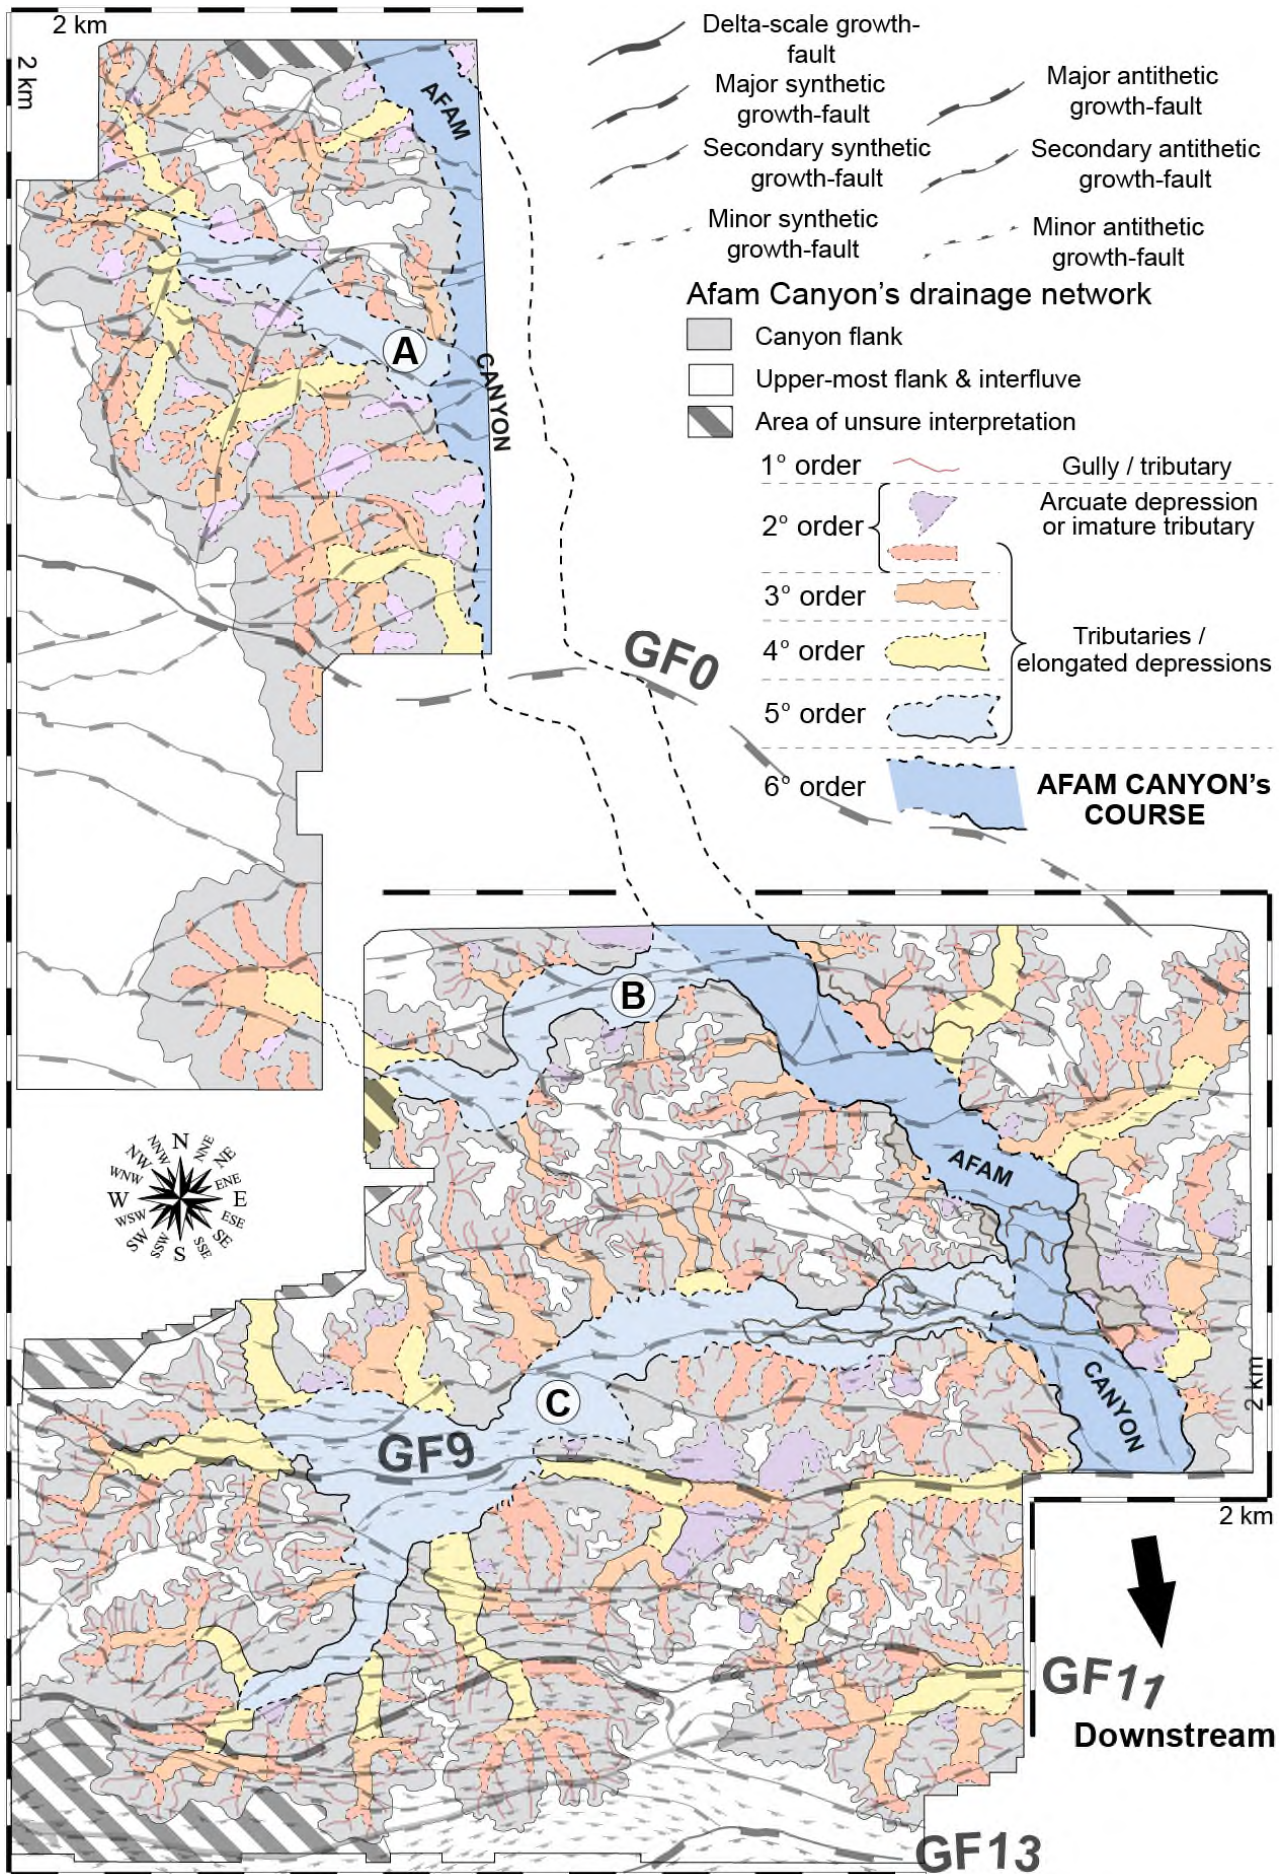 2 km
2 km
Delta-scale growth-
fault
Major synthetic
growth-fault
Major antithetic
growth-fault
Secondary synthetic
growth-fault
Secondary antithetic
growth-fault
Minor synthetic
growth-fault
Minor antithetic
growth-fault
Afam Canyon's drainage network
Canyon flank
Upper-most flank & interfluve
Area of unsure interpretation
1° order
Gully / tributary
2° order
Arcuate depression
or imature tributary
3° order
4° order
Tributaries /
elongated depressions
5° order
6° order
AFAM CANYON's
COURSE
AFAM
CANYON
A
GF0
B
AFAM
CANYON
C
GF9
N
NNE
NE
ENE
E
ESE
SE
SSE
S
SSW
SW
WSW
W
WNW
NW
NNW
2 km
2 km
GF11
Downstream
GF13